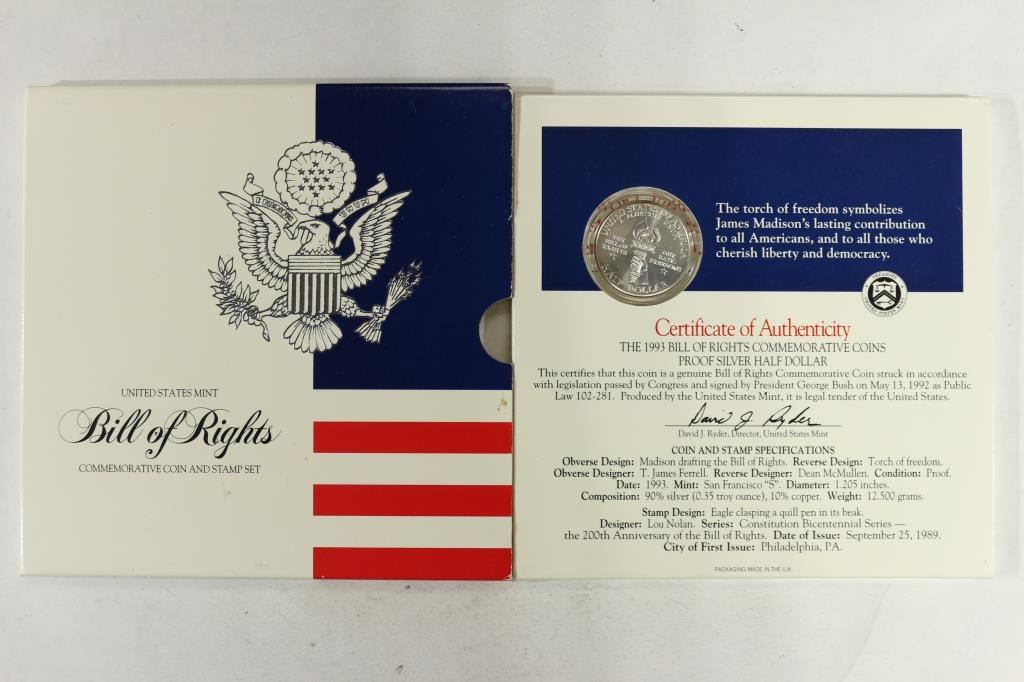 UNITED STATES MINT
Bill of Rights
COMMEMORATIVE COIN AND STAMP SET
The torch of freedom symbolizes
James Madison's lasting contribution
to all Americans, and to all those who
cherish liberty and democracy.
UNITED STATES OF AMERICA
HALF DOLLAR
Certificate of Authenticity
THE 1993 BILL OF RIGHTS COMMEMORATIVE COINS
PROOF SILVER HALF DOLLAR
This certifies that this coin is a genuine Bill of Rights Commemorative Coin struck in accordance
with legislation passed by Congress and signed by President George Bush on May 13, 1992 as Public
Law 102-281. Produced by the United States Mint, it is legal tender of the United States.
David J. Ryder
David J. Ryder, Director, United States Mint
COIN AND STAMP SPECIFICATIONS
Obverse Design: Madison drafting the Bill of Rights. Reverse Design: Torch of freedom.
Obverse Designer: T. James Ferrell. Reverse Designer: Dean McMullen. Condition: Proof.
Date: 1993. Mint: San Francisco "S". Diameter: 1.205 inches.
Composition: 90% silver (0.35 troy ounce), 10% copper. Weight: 12.500 grams.
Stamp Design: Eagle clasping a quill pen in its beak.
Designer: Lou Nolan. Series: Constitution Bicentennial Series —
the 200th Anniversary of the Bill of Rights. Date of Issue: September 25, 1989.
City of First Issue: Philadelphia, PA.
PACKAGING MADE IN THE U.K.